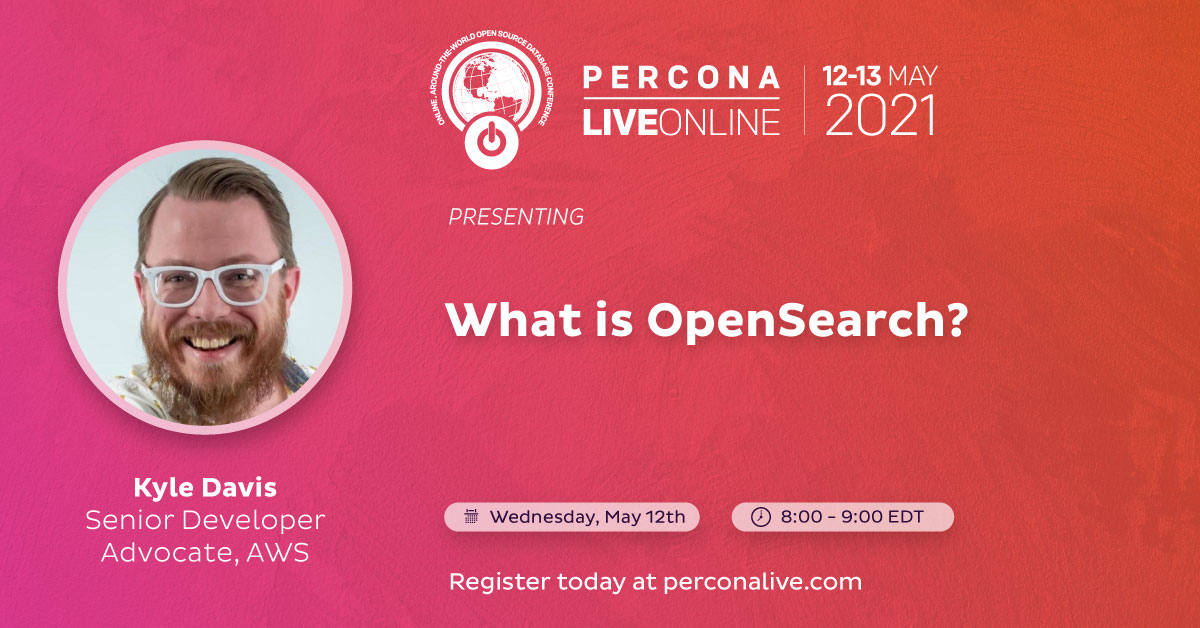 ONLINE, AROUND-THE-WORLD OPEN SOURCE DATABASE CONFERENCE
PERCONA
LIVEONLINE
12-13 MAY
2021
PRESENTING
What is OpenSearch?
Kyle Davis
Senior Developer
Advocate, AWS
Wednesday, May 12th
8:00 - 9:00 EDT
Register today at perconalive.com